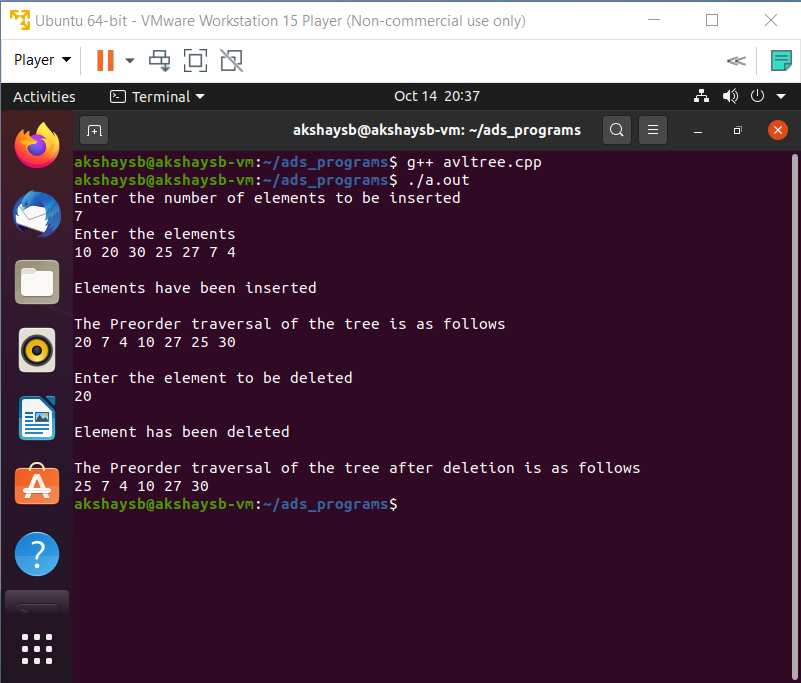 Ubuntu 64-bit - VMware Workstation 15 Player (Non-commercial use only)
Player
Activities Terminal Oct 14 20:37
akshaysb@akshaysb-vm: ~/ads_programs
akshaysb@akshaysb-vm:~/ads_programs$ g++ avltree.cpp
akshaysb@akshaysb-vm:~/ads_programs$ ./a.out
Enter the number of elements to be inserted
7
Enter the elements
10 20 30 25 27 7 4
Elements have been inserted
The Preorder traversal of the tree is as follows
20 7 4 10 27 25 30
Enter the element to be deleted
20
Element has been deleted
The Preorder traversal of the tree after deletion is as follows
25 7 4 10 27 30
akshaysb@akshaysb-vm:~/ads_programs$